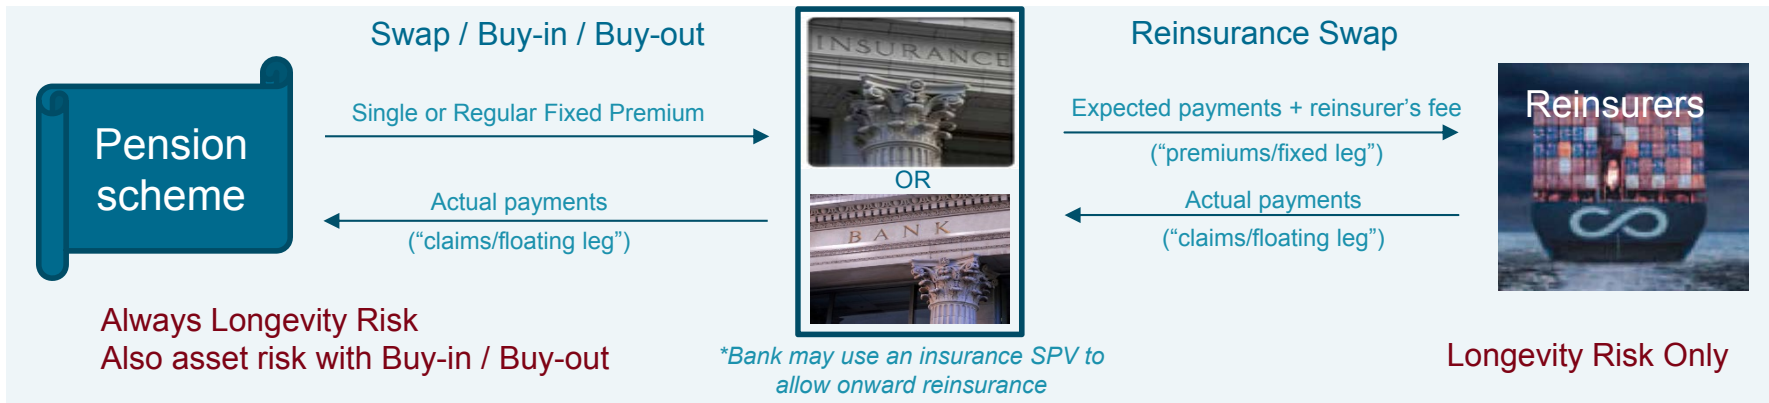 Swap / Buy-in / Buy-out
Pension
scheme
Single or Regular Fixed Premium
Actual payments
(“claims/floating leg”)
Always Longevity Risk
Also asset risk with Buy-in / Buy-out
INSURANCE
OR
BANK
*Bank may use an insurance SPV to
allow onward reinsurance
Reinsurance Swap
Expected payments + reinsurer’s fee
(“premiums/fixed leg”)
Actual payments
(“claims/floating leg”)
Reinsurers
Longevity Risk Only